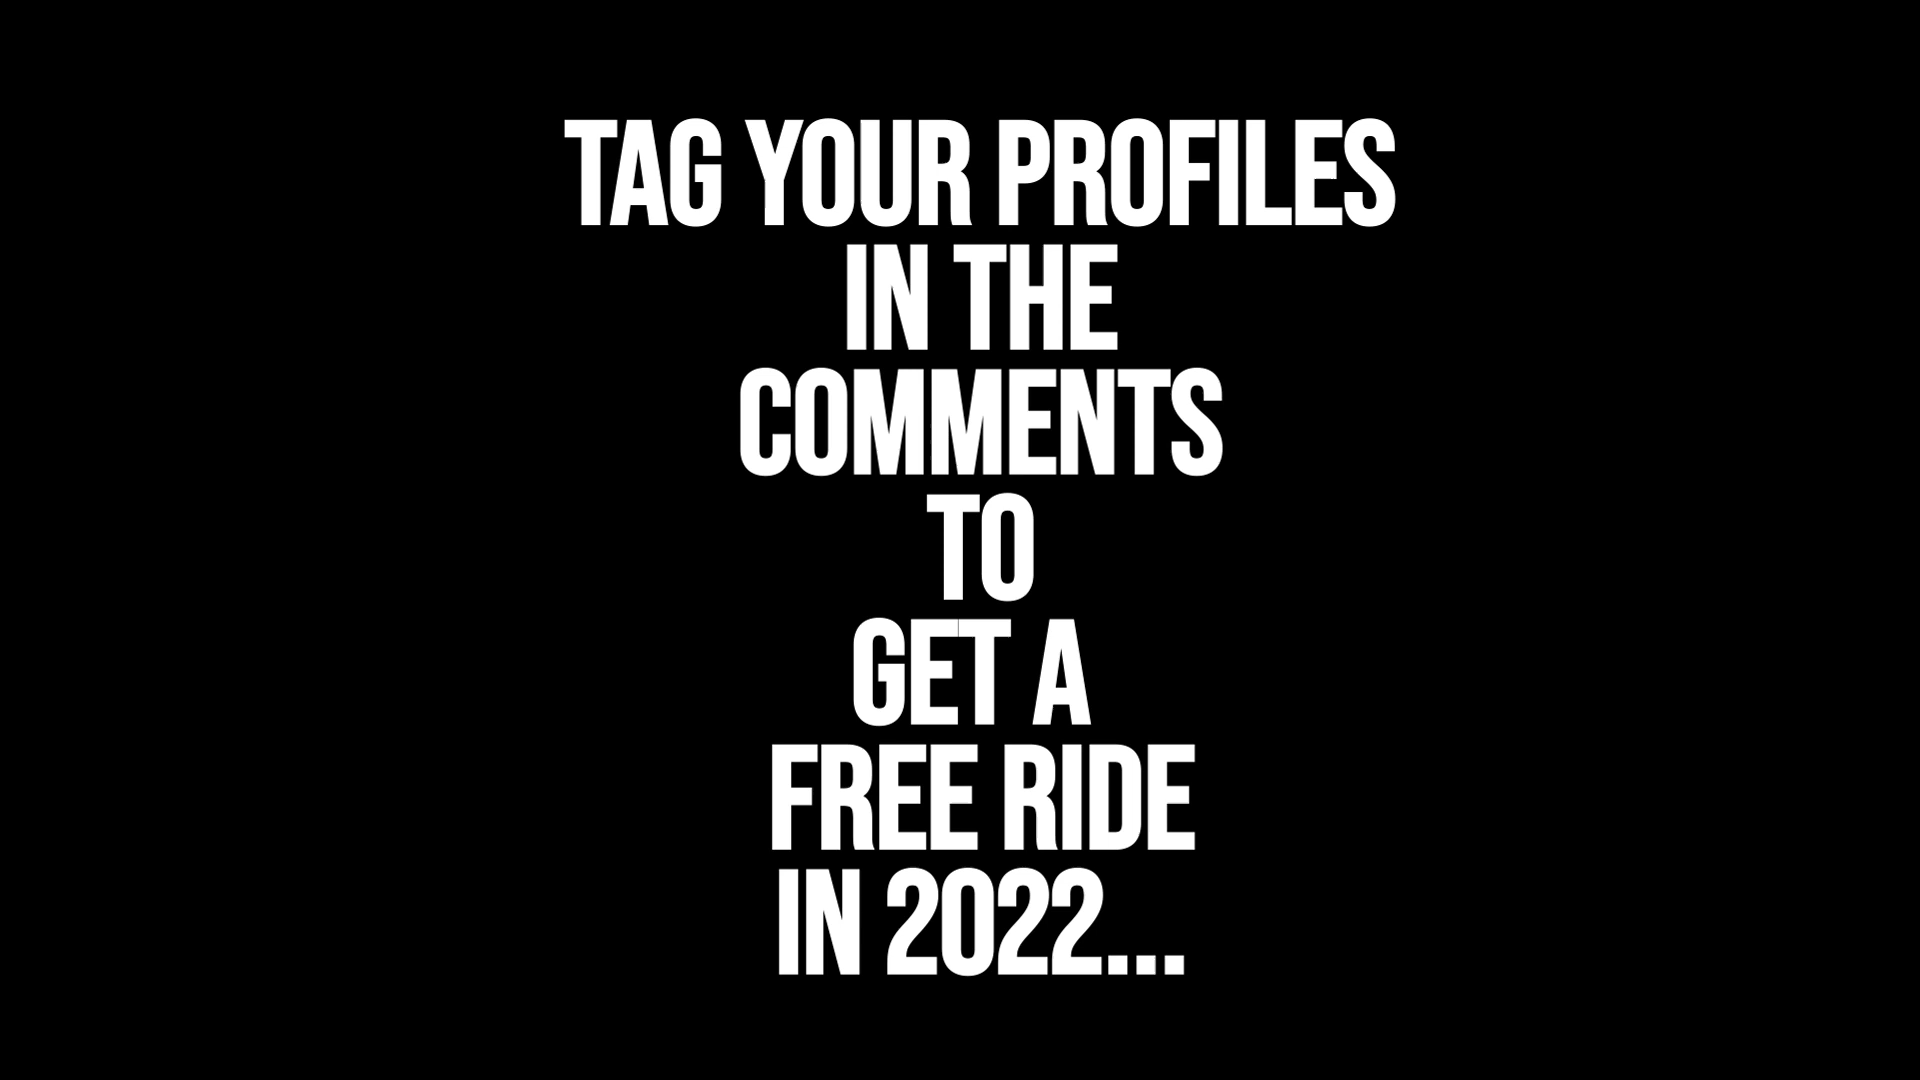 TAG YOUR PROFILES
IN THE
COMMENTS
TO
GET A
FREE RIDE
IN 2022...